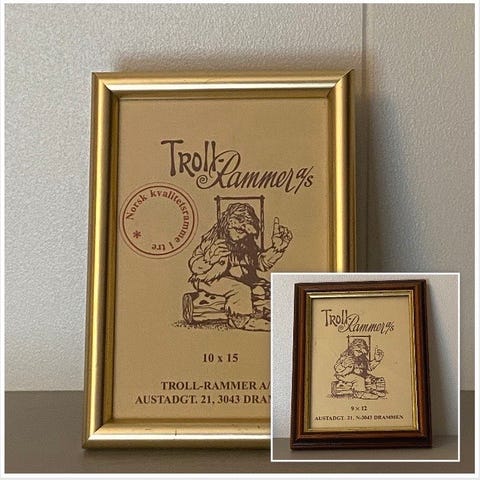 Troll-
Rammer a/s
Norsk kvalitetsramme i tre *
10 x 15
TROLL-RAMMER A/
AUSTADGT. 21, 3043 DRAMM
Troll-
Rammer a/s
9 x 12
AUSTADGT. 21, N-3043 DRAMMEN